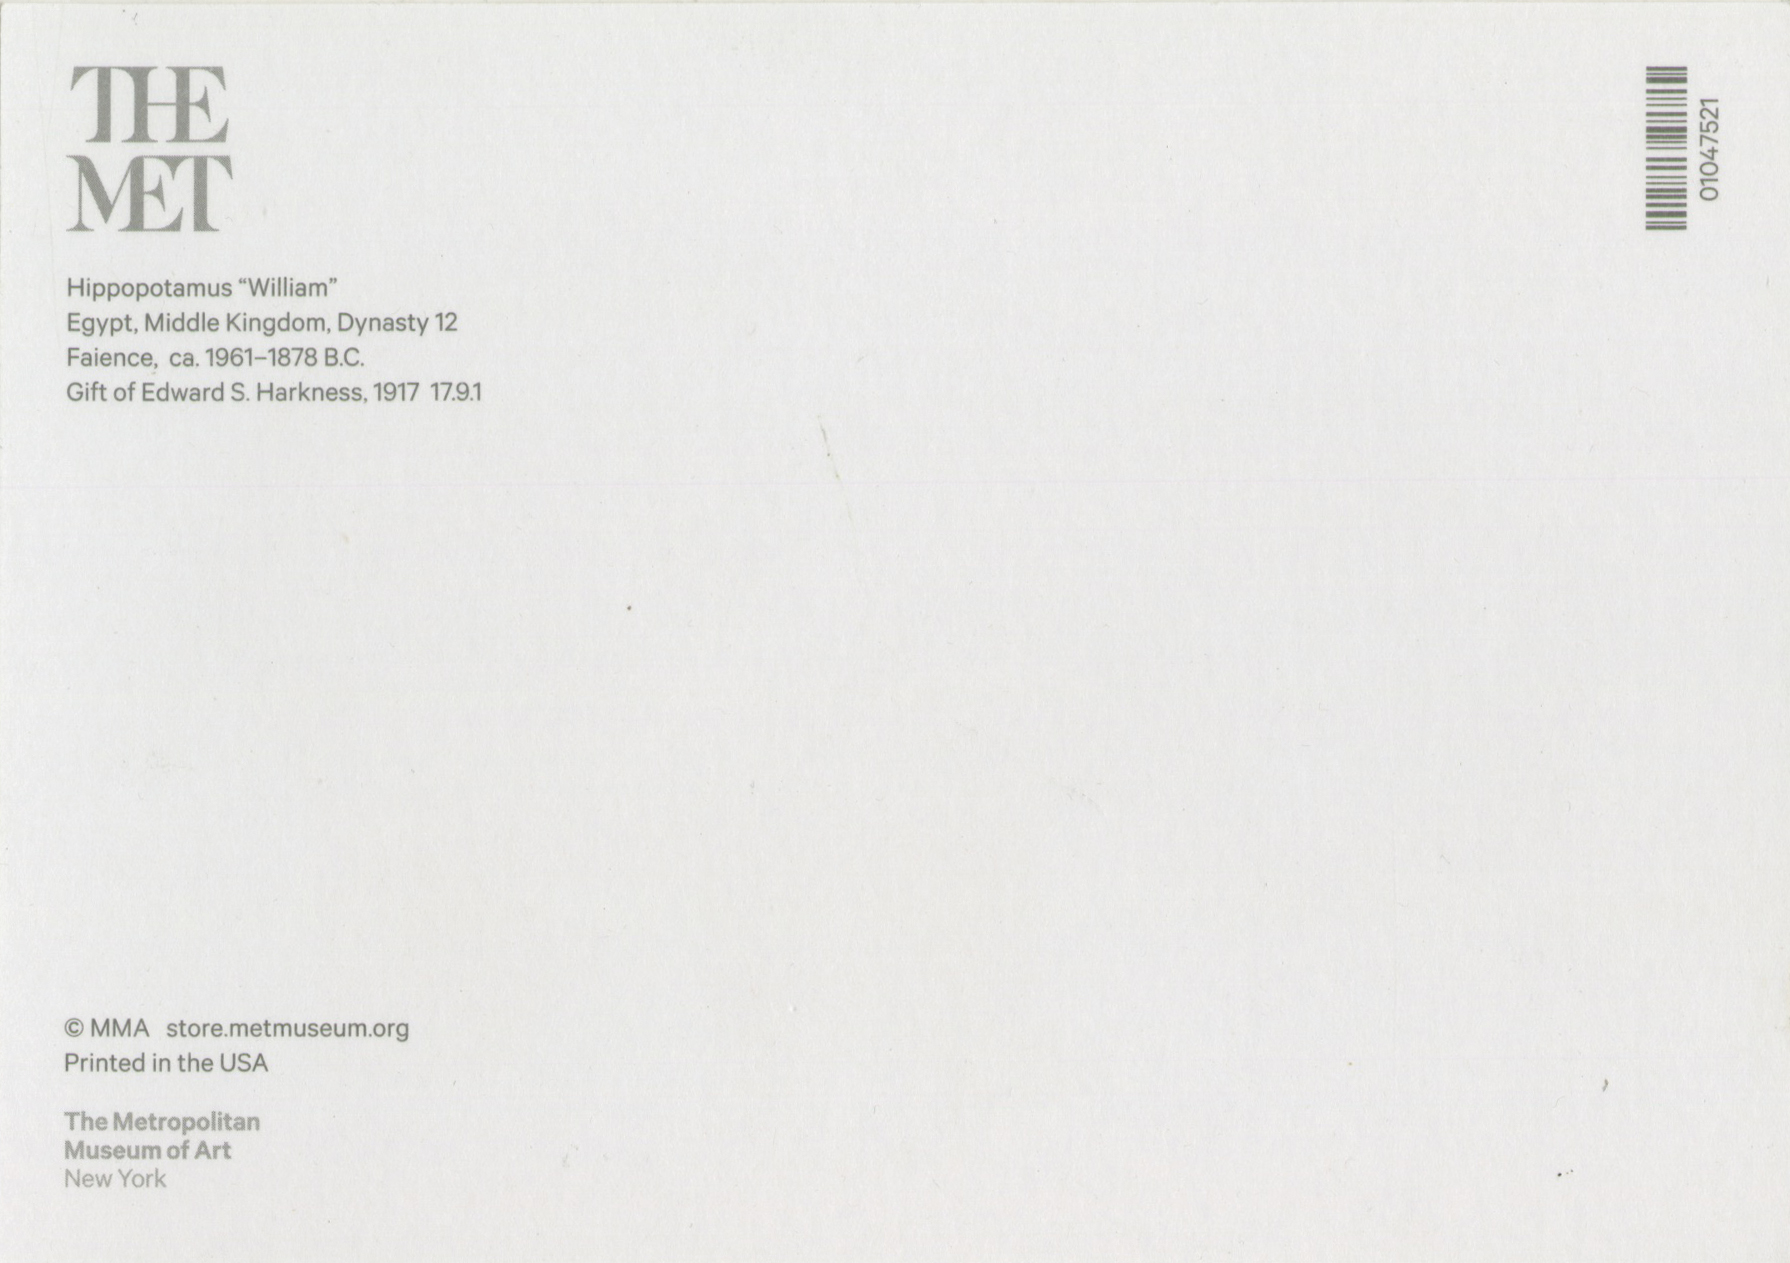 THE
MET
Hippopotamus “William”
Egypt, Middle Kingdom, Dynasty 12
Faience, ca. 1961–1878 B.C.
Gift of Edward S. Harkness, 1917 17.9.1
01047521
© MMA store.metmuseum.org
Printed in the USA
The Metropolitan
Museum of Art
New York